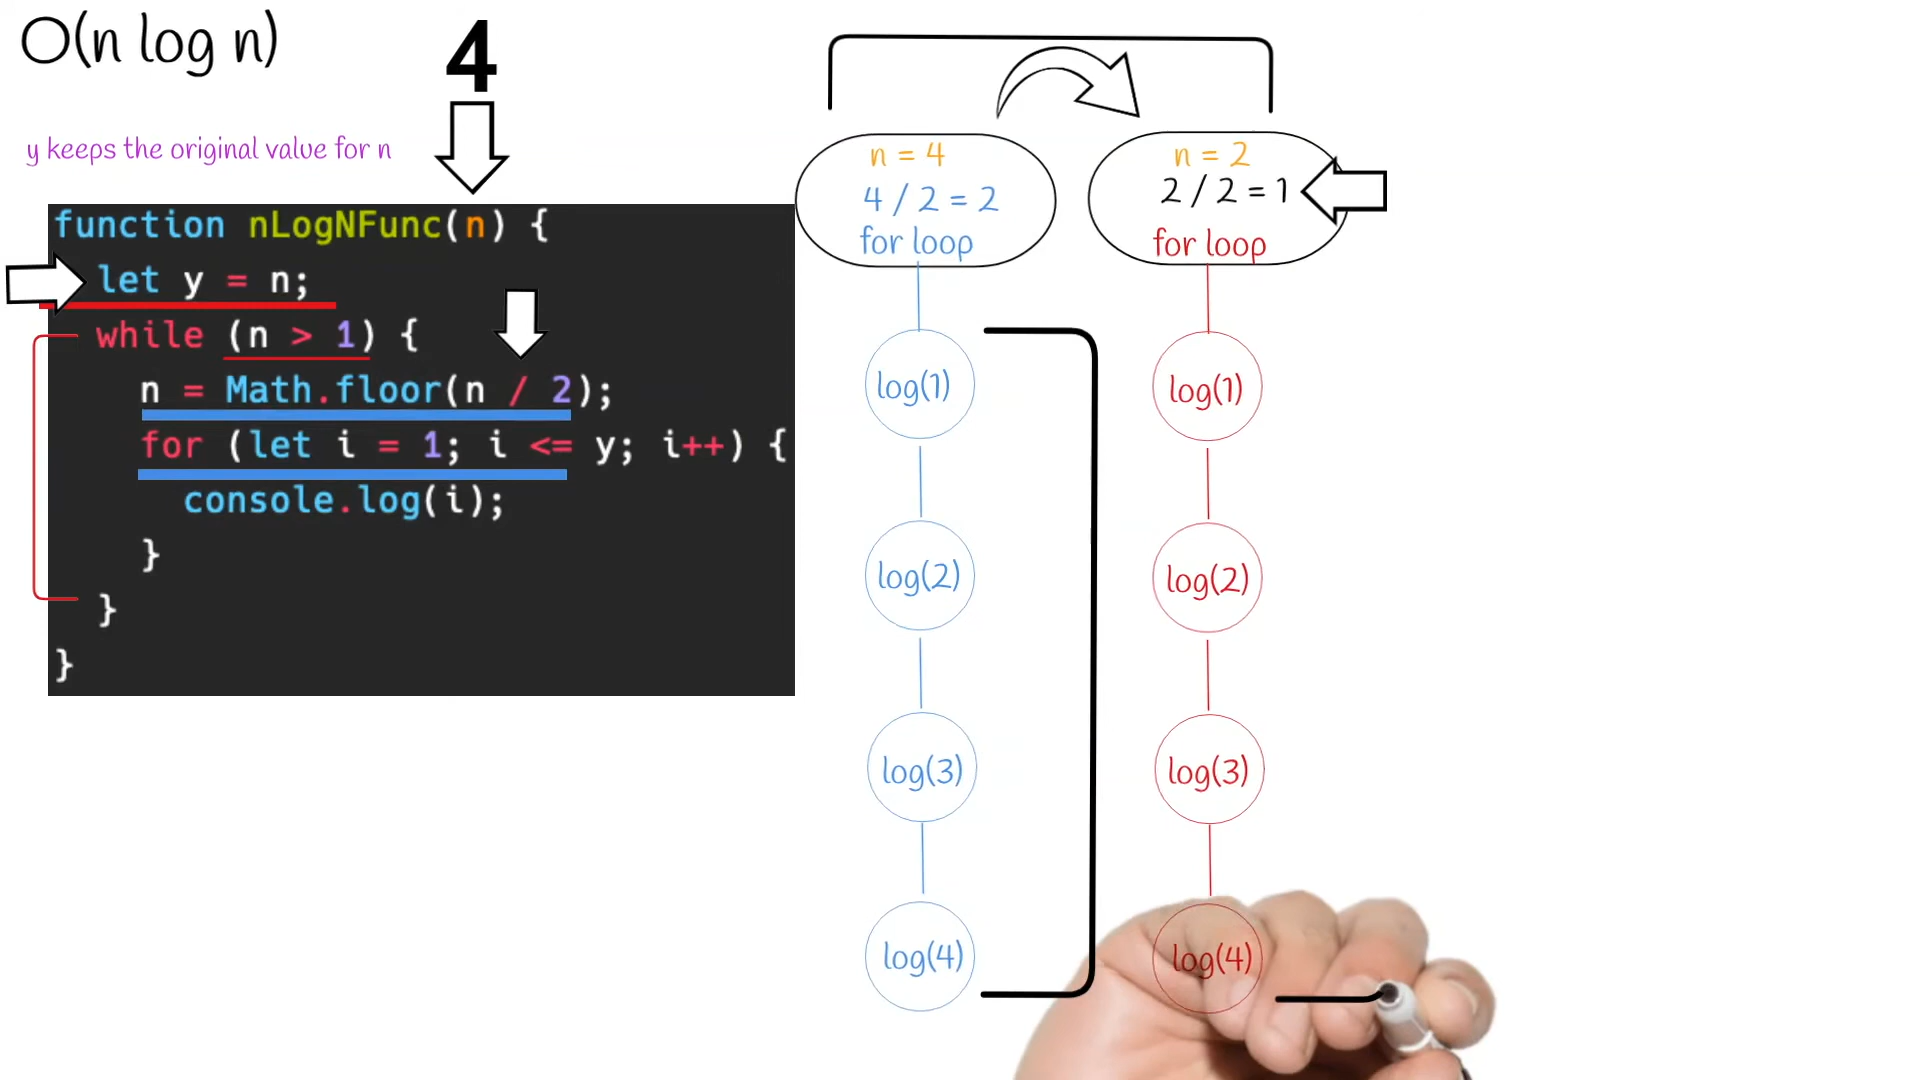 O(n log n)
4
y keeps the original value for n
function nLogNFunc(n) {
let y = n;
while (n > 1) {
n = Math.floor(n / 2);
for (let i = 1; i <= y; i++) {
console.log(i);
}
}
}
n = 4
4 / 2 = 2
for loop
log(1)
log(2)
log(3)
log(4)
n = 2
2 / 2 = 1
for loop
log(1)
log(2)
log(3)
log(4)